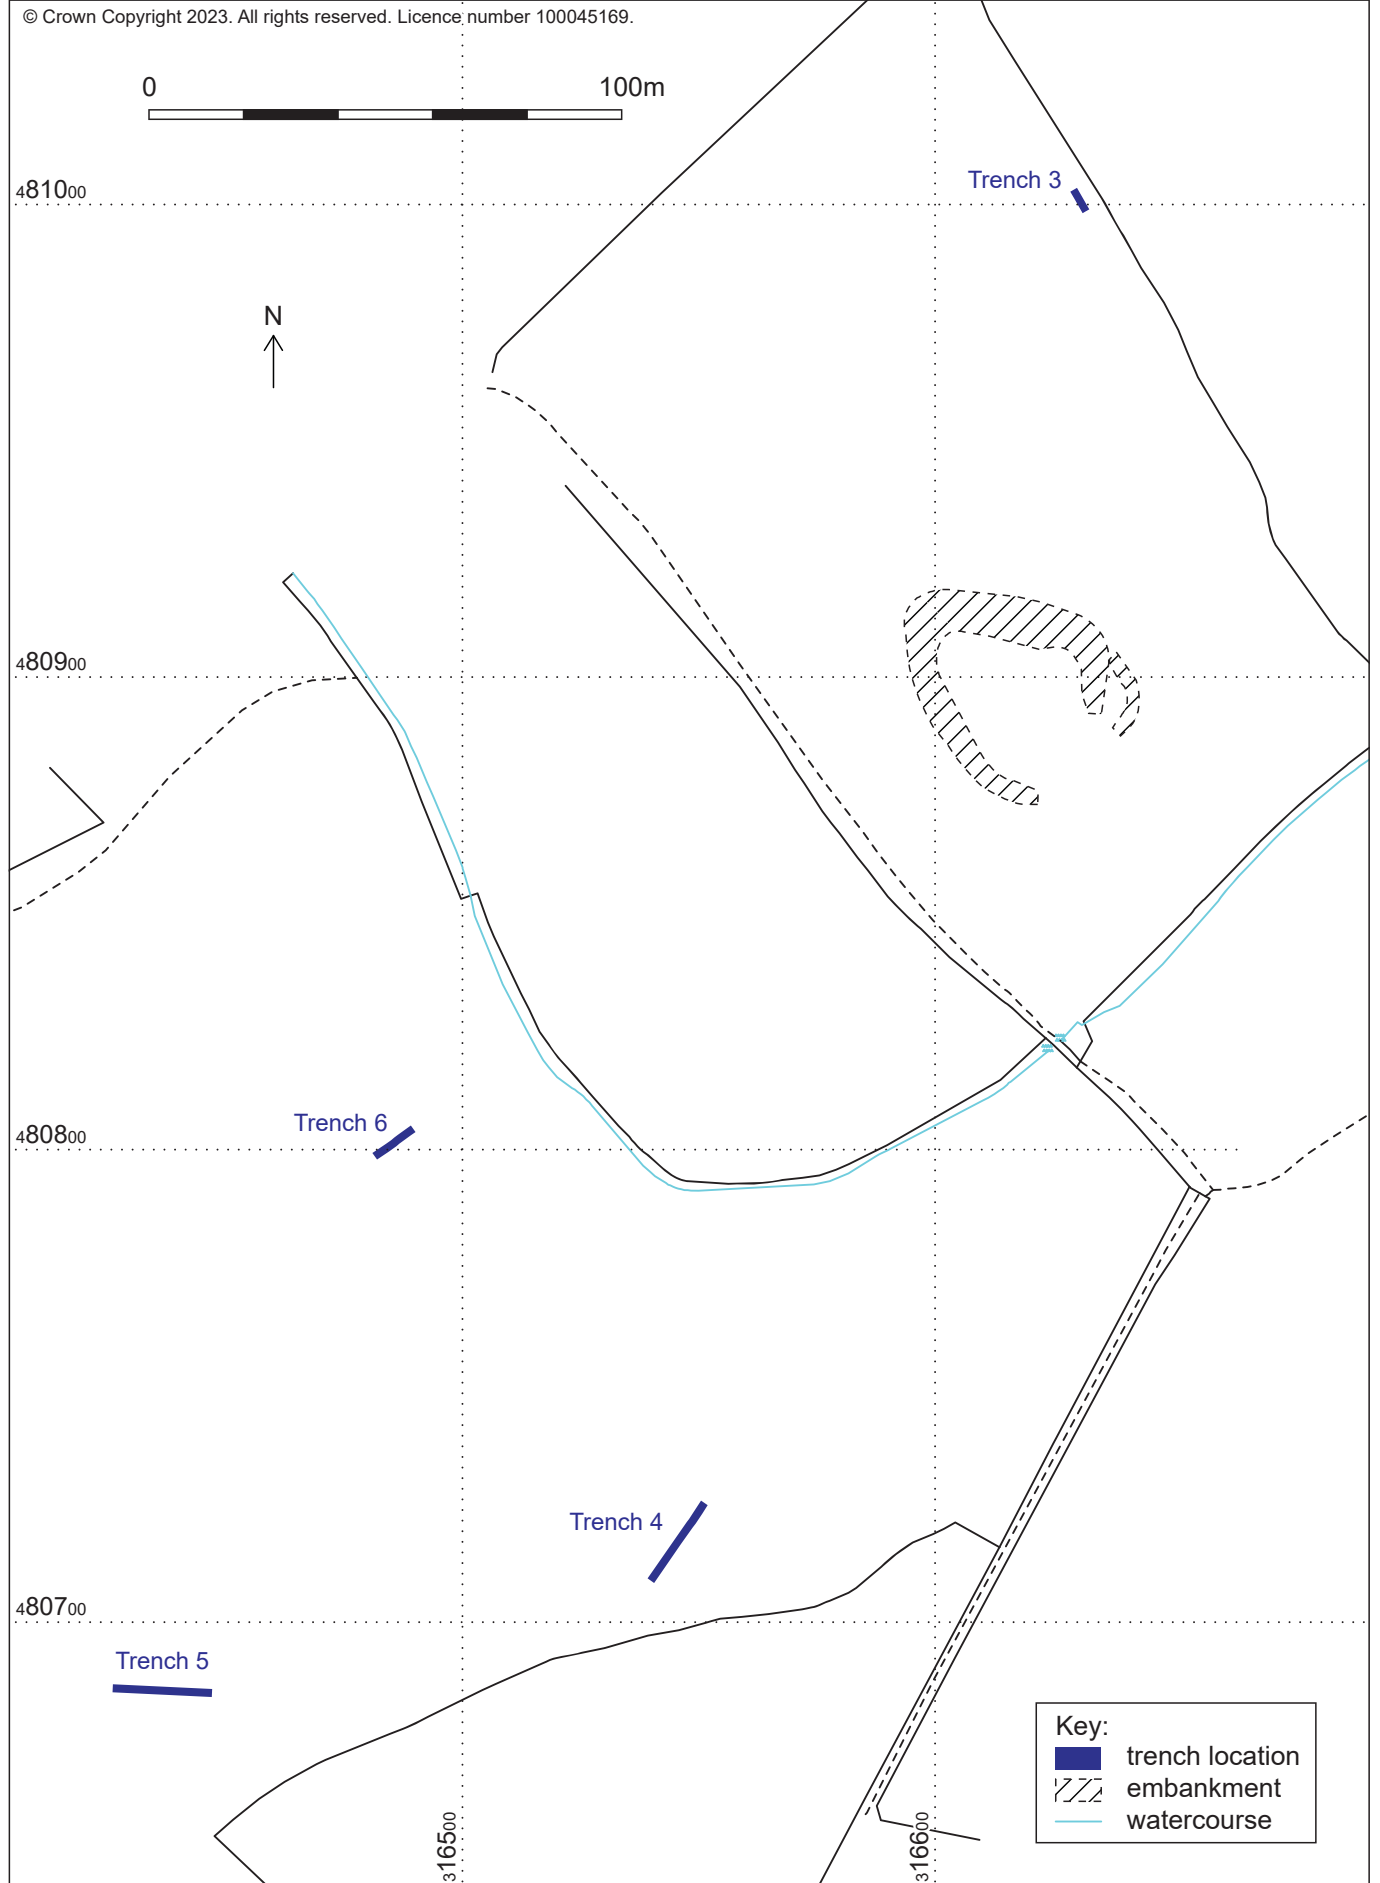 © Crown Copyright 2023. All rights reserved. Licence number 100045169.
0 100m
Trench 3
481000
N
480900
Trench 6
480800
Trench 4
480700
Trench 5
316500
316600
Key:
trench location
embankment
watercourse